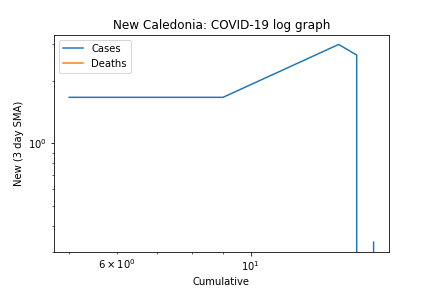 New Caledonia: COVID-19 log graph
Cases
Deaths
New (3 day SMA)
10⁰
6 × 10⁰
10¹
Cumulative